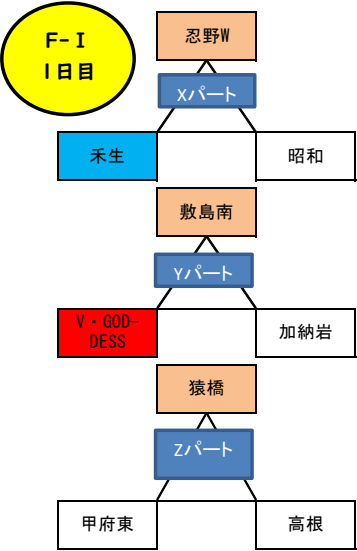 F-I
1日目
忍野W
Xパート
禾生
昭和
敷島南
Yパート
V・GOD-
DESS
加納岩
猿橋
Zパート
甲府東
高根